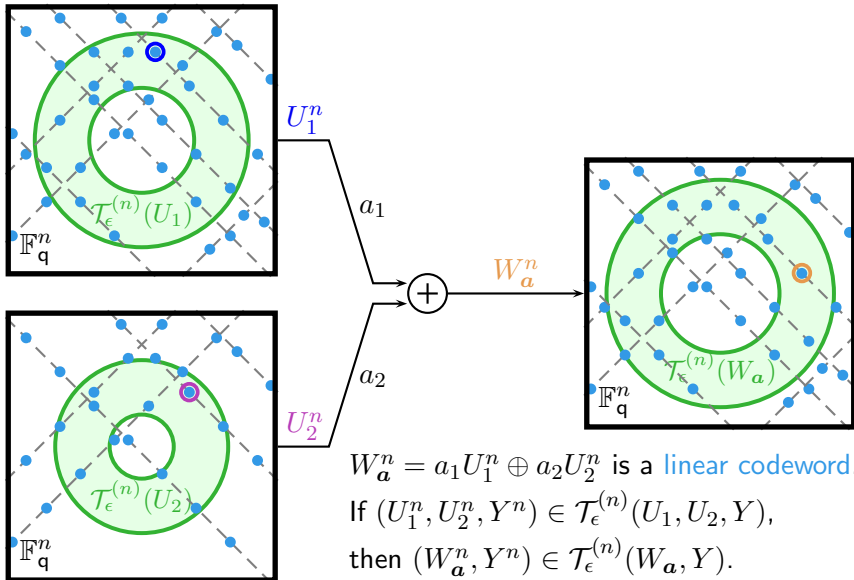 U_1^n
𝒯_ϵ^{(n)}(U_1)
𝔽_q^n
a_1
W_𝒂^n
+
a_2
𝒯_ϵ^{(n)}(W_𝒂)
𝔽_q^n
U_2^n
𝒯_ϵ^{(n)}(U_2)
𝔽_q^n
W_𝒂^n = a_1U_1^n ⊕ a_2U_2^n is a linear codeword
If (U_1^n, U_2^n, Y^n) ∈ 𝒯_ϵ^{(n)}(U_1, U_2, Y),
then (W_𝒂^n, Y^n) ∈ 𝒯_ϵ^{(n)}(W_𝒂, Y).